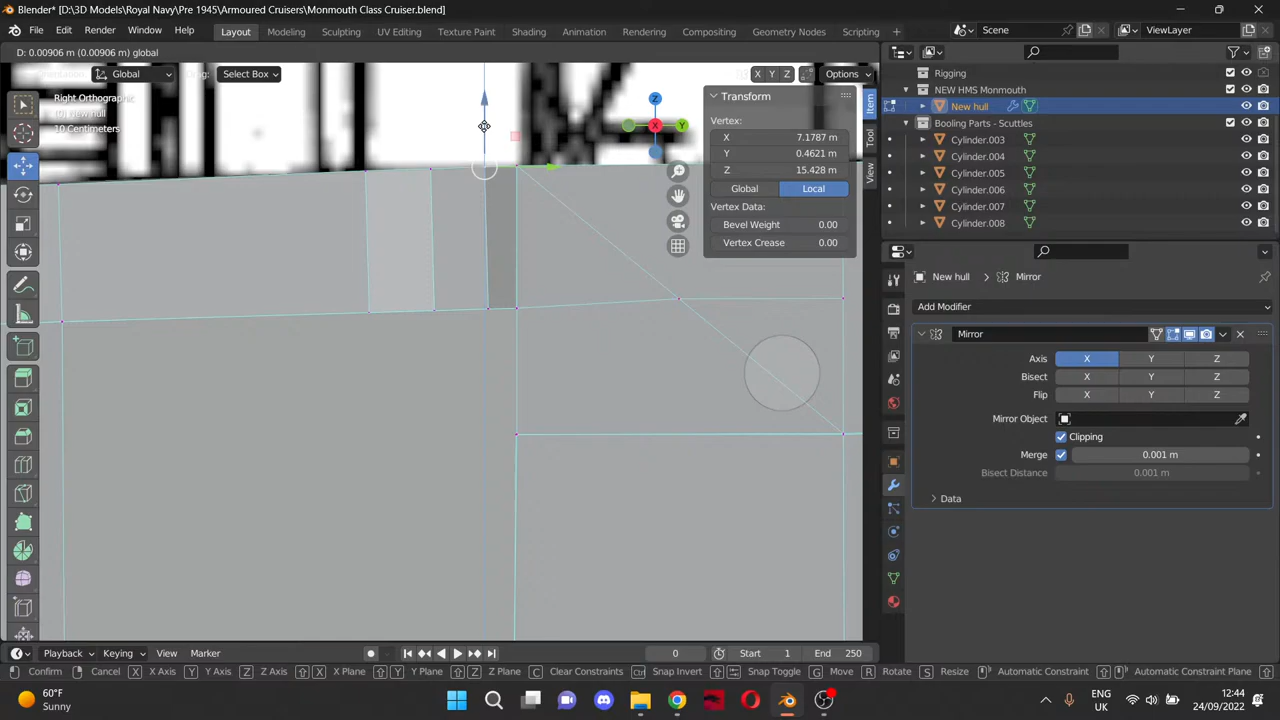 Blender* [D:\3D Models\Royal Navy\Pre 1945\Armoured Cruisers\Monmouth Class Cruiser.blend]
File Edit Render Window Help Layout Modeling Sculpting UV Editing Texture Paint Shading Animation Rendering Compositing Geometry Nodes Scripting + Scene ViewLayer
D: 0.00906 m (0.00906 m) global
Orientation: Global Drag: Select Box X Y Z Options
Right Orthographic
(0) New hull
10 Centimeters
Z
X Y
Transform
Vertex:
X 7.1787 m
Y 0.4621 m
Z 15.428 m
Global Local
Vertex Data:
Bevel Weight 0.00
Vertex Crease 0.00
Item
Tool
View
Rigging
NEW HMS Monmouth
New hull
Booling Parts - Scuttles
Cylinder.003
Cylinder.004
Cylinder.005
Cylinder.006
Cylinder.007
Cylinder.008
New hull Mirror
Add Modifier
Mirror
Axis X Y Z
Bisect X Y Z
Flip X Y Z
Mirror Object
Clipping
Merge 0.001 m
Bisect Distance 0.001 m
Data
Playback Keying View Marker 0 Start 1 End 250
Confirm Cancel X X Axis Y Y Axis Z Z Axis X X Plane Y Y Plane Z Z Plane C Clear Constraints Ctrl Snap Invert Snap Toggle G Move R Rotate S Resize Automatic Constraint Automatic Constraint Plane
60°F
Sunny
ENG
UK
12:44
24/09/2022